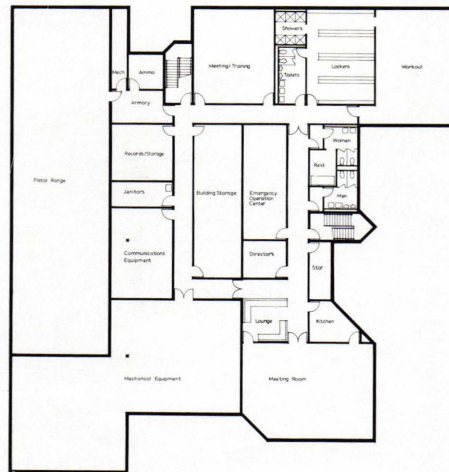 Showers
Mech.
Ammo
Meeting/Training
Toilets
Lockers
Workout
Armory
Women
Records/Storage
Rest
Pistol Range
Janitors
Building Storage
Emergency
Operation
Center
Men
Communications
Equipment
Directors
Stor
Lounge
Kitchen
Mechanical Equipment
Meeting Room